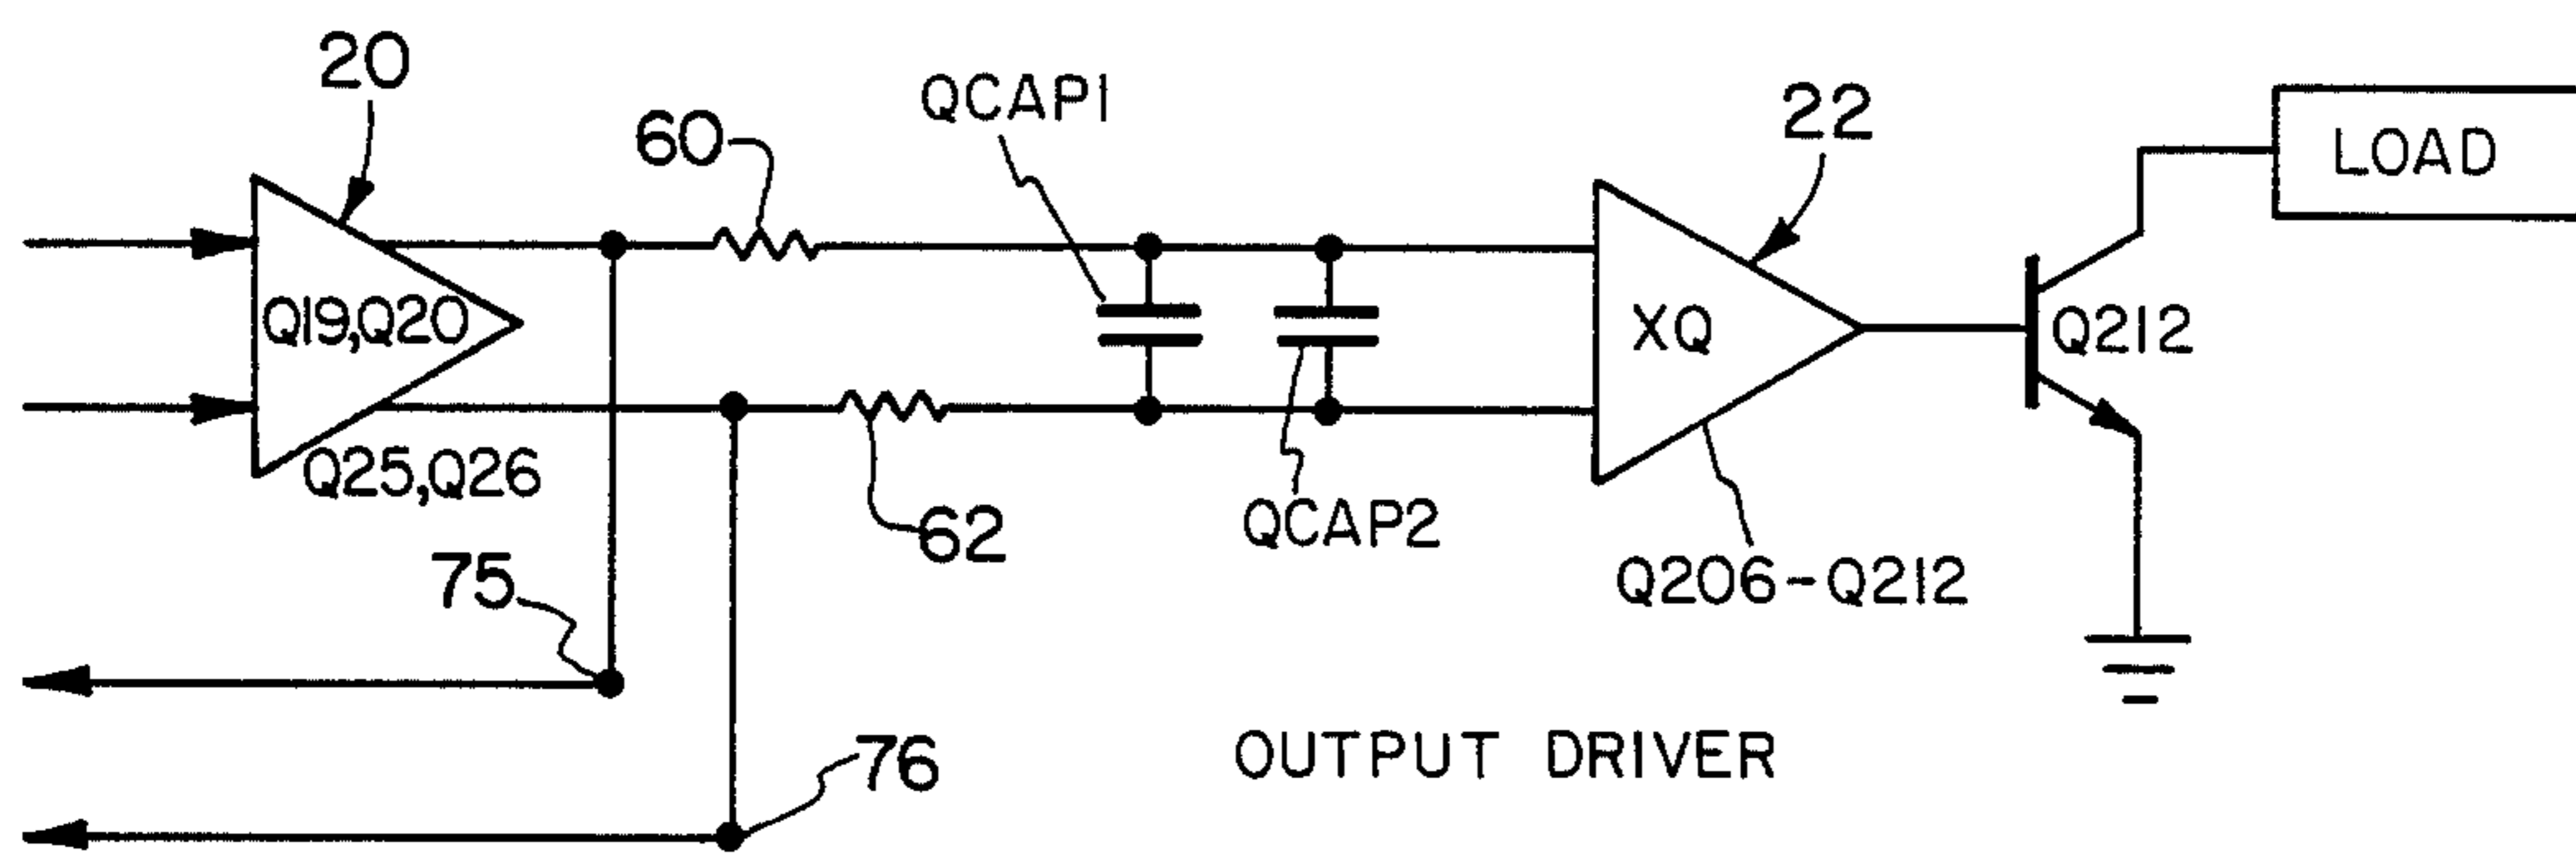 20
QCAP1
60
22
LOAD
Q19,Q20
XQ
Q212
Q25,Q26
62
QCAP2
75
Q206-Q212
76
OUTPUT DRIVER